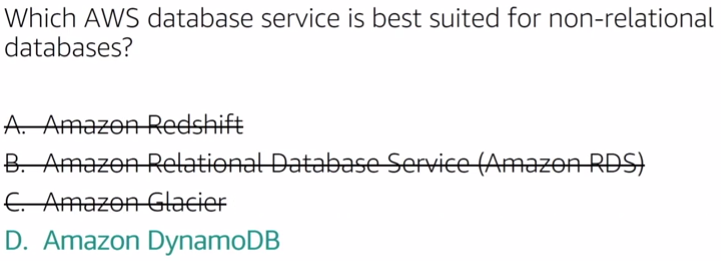 Which AWS database service is best suited for non-relational
databases?
A. Amazon Redshift
B. Amazon Relational Database Service (Amazon RDS)
C. Amazon Glacier
D. Amazon DynamoDB